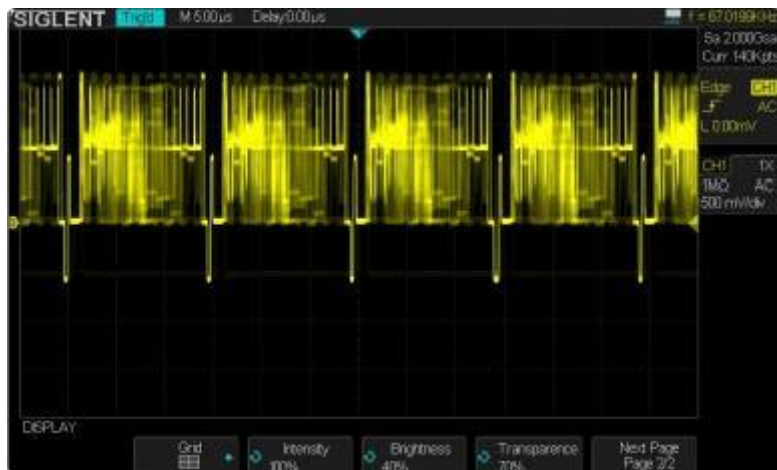 SIGLENT Trig'd M 5.00µs Delay:0.00µs f = 67.0199KHz
Sa 2.00GSa
Curr 140Kpts
Edge CH1
AC
L 0.00mV
CH1 1X
1MΩ AC
500 mV/div
DISPLAY
Grid
Intensity
100%
Brightness
40%
Transparence
70%
Next Page
Page 2/2